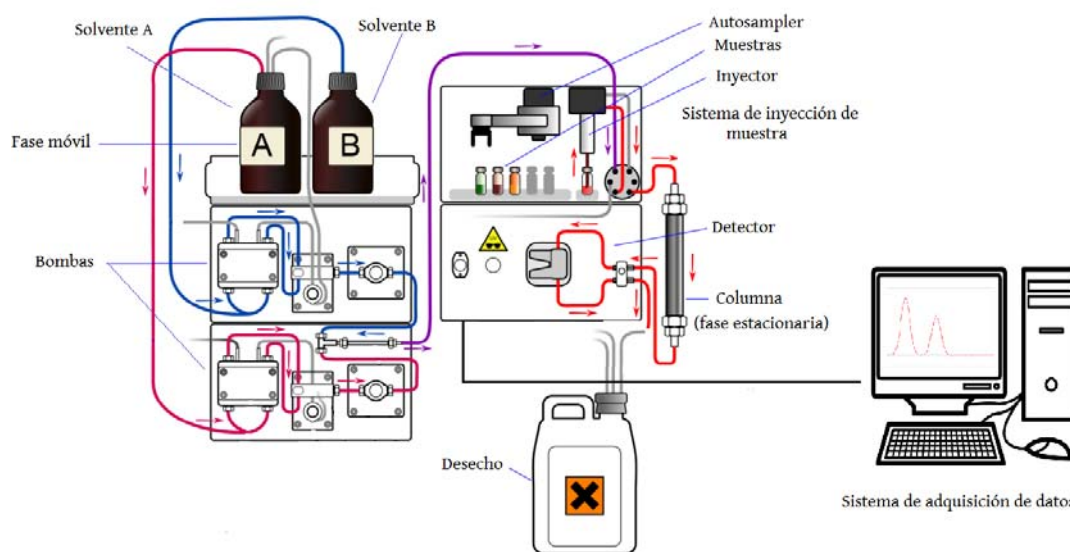 Solvente A
Solvente B
Autosampler
Muestras
Inyector
Sistema de inyección de
muestra
Fase móvil
A
B
Bombas
Detector
Columna
(fase estacionaria)
Desecho
Sistema de adquisición de datos